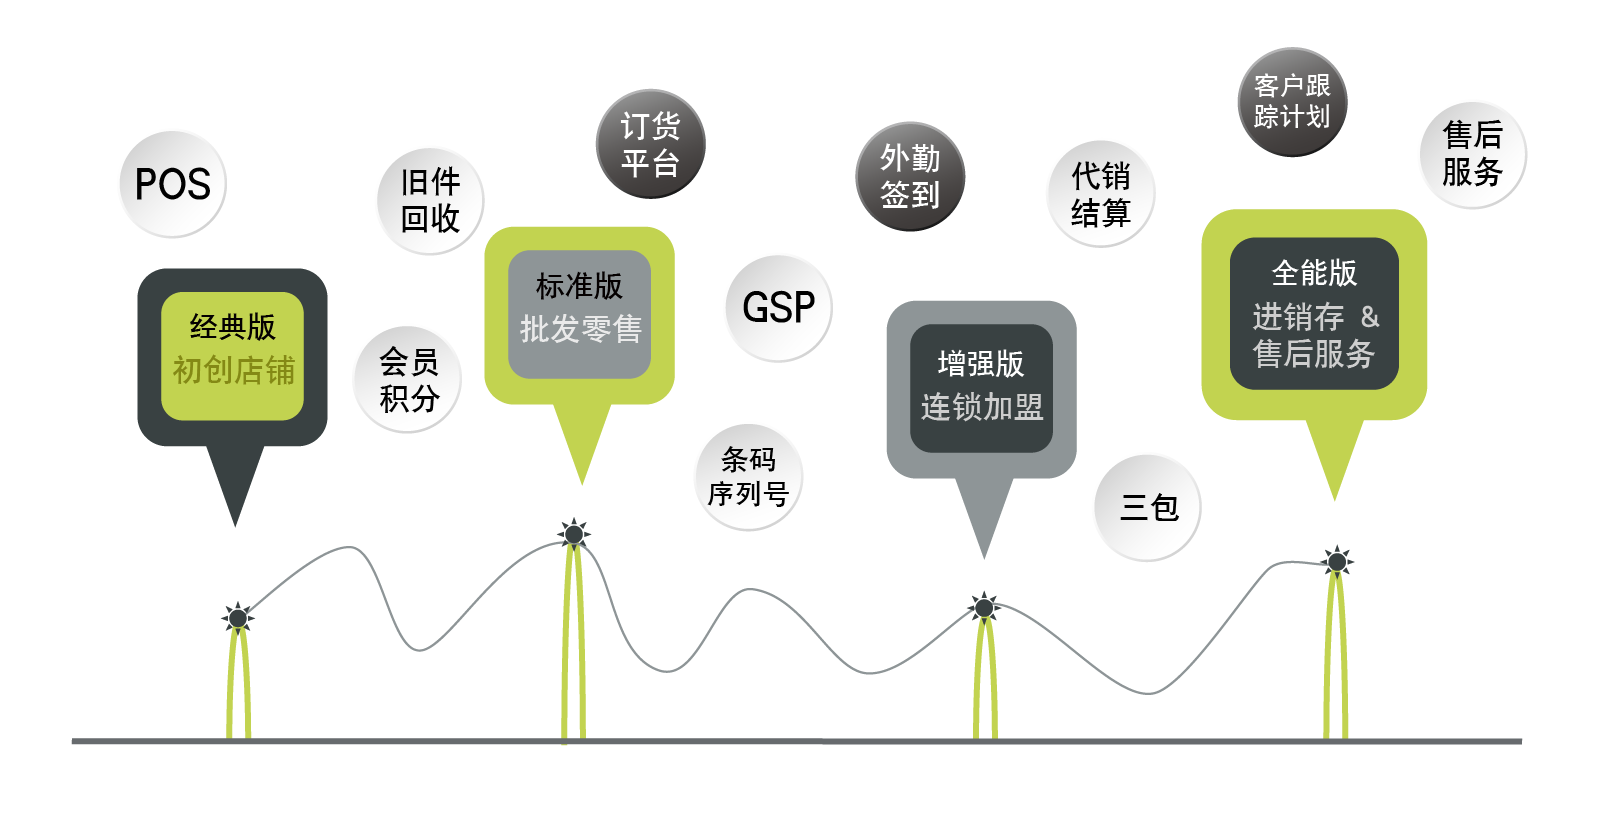 POS
旧件
回收
订货
平台
外勤
签到
代销
结算
客户跟
踪计划
售后
服务
经典版
初创店铺
会员
积分
标准版
批发零售
GSP
条码
序列号
增强版
连锁加盟
三包
全能版
进销存 &
售后服务